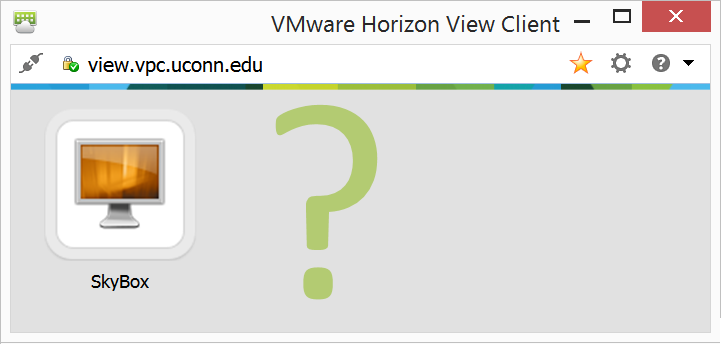 VMware Horizon View Client
view.vpc.uconn.edu
?
?
SkyBox